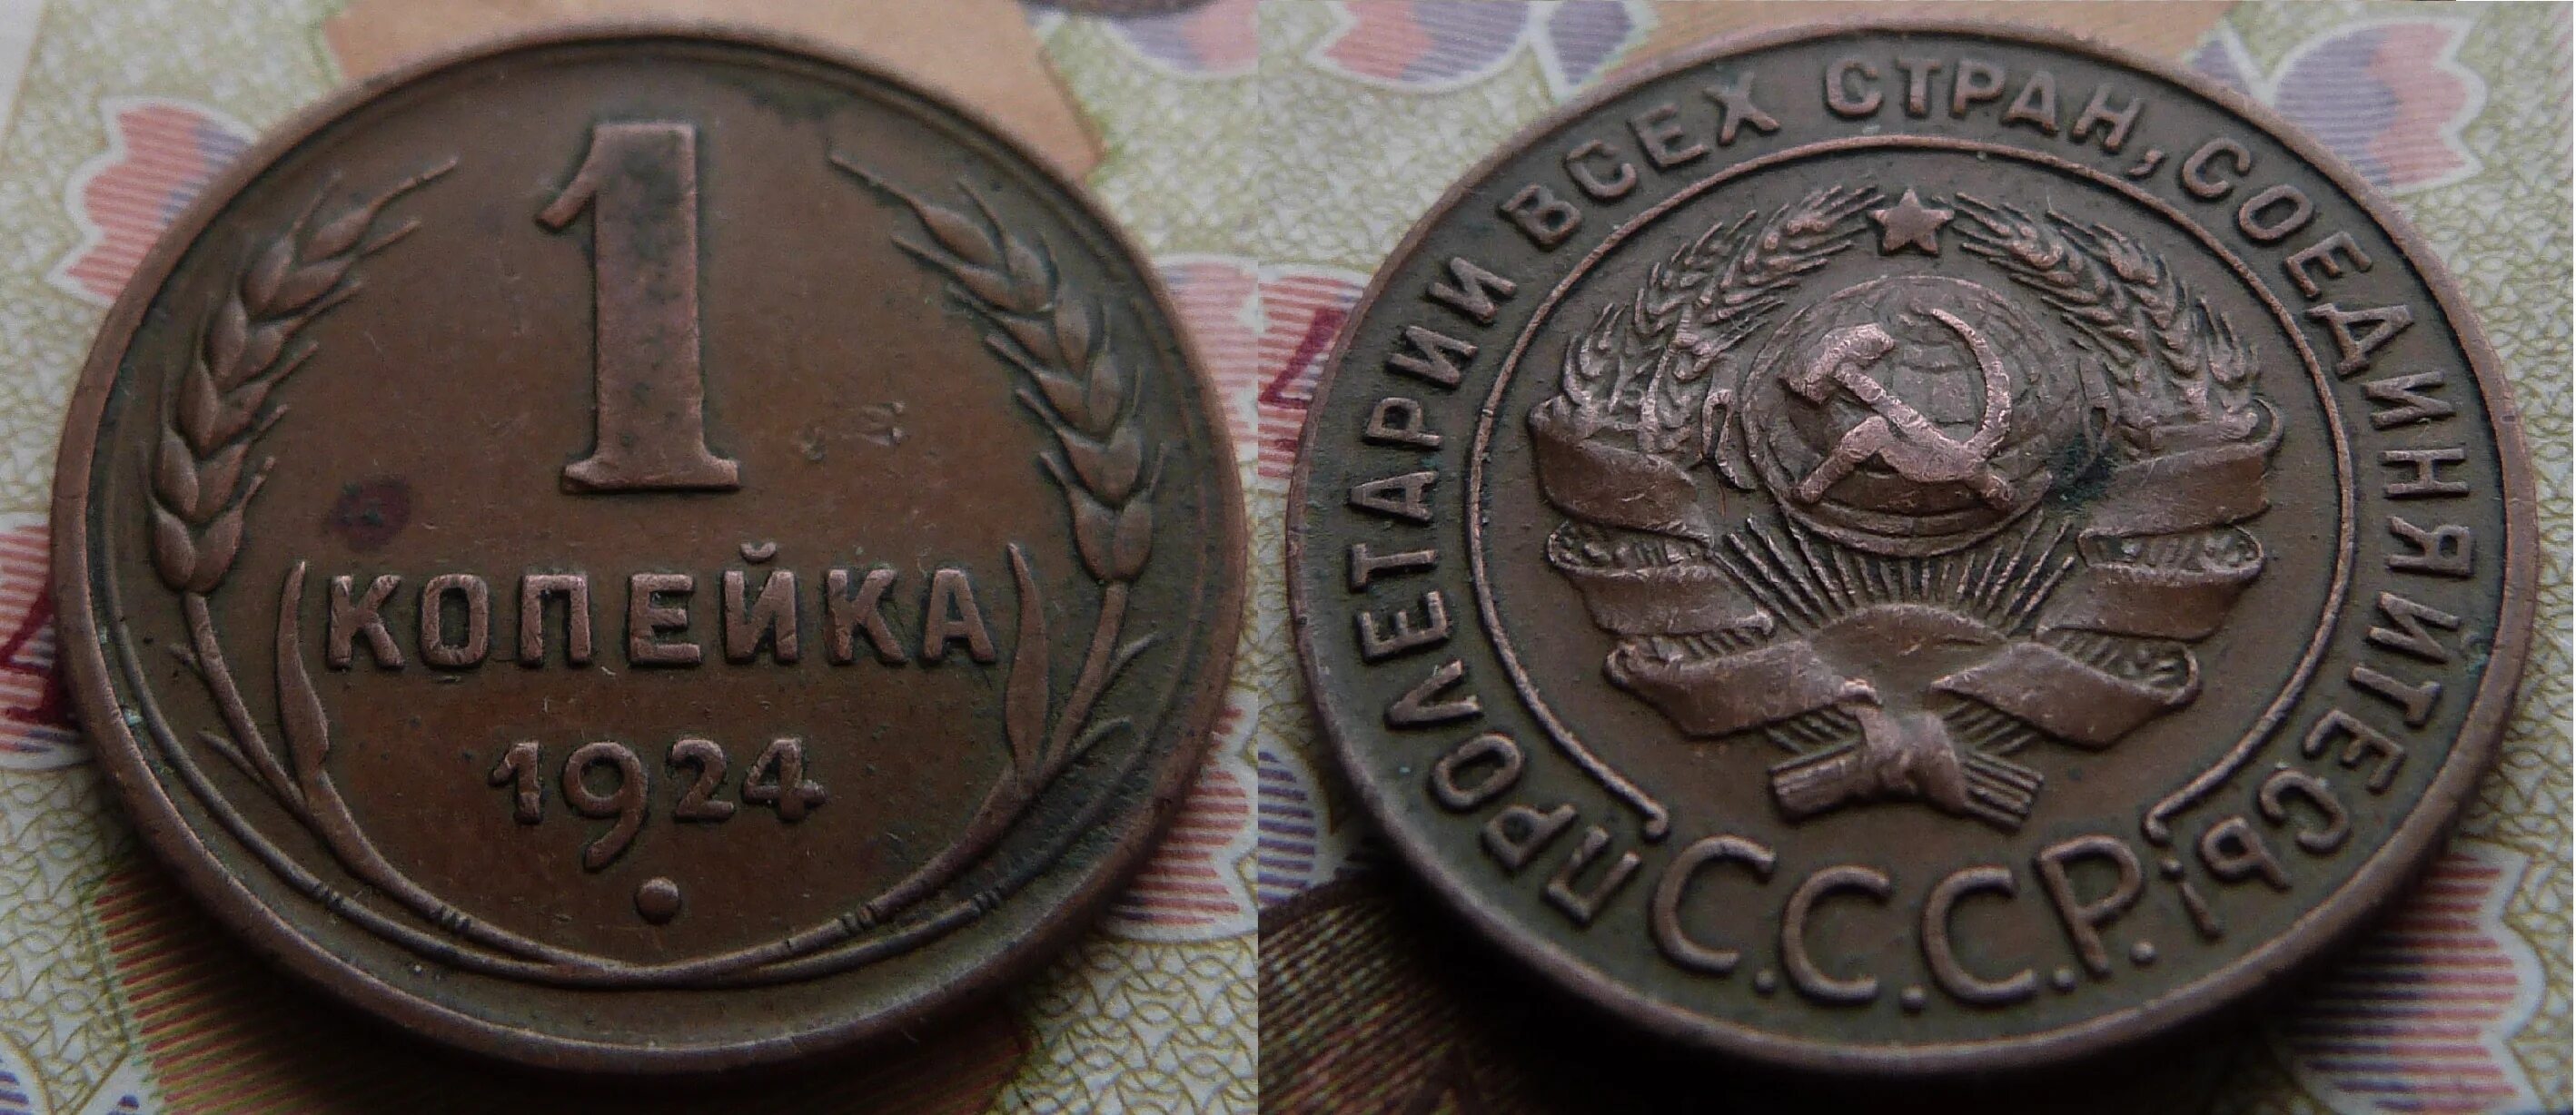 1
КОПЕЙКА
1924
ПРОЛЕТАРИИ ВСЕХ СТРАН, СОЕДИНЯЙТЕСЬ!
С.С.С.Р.